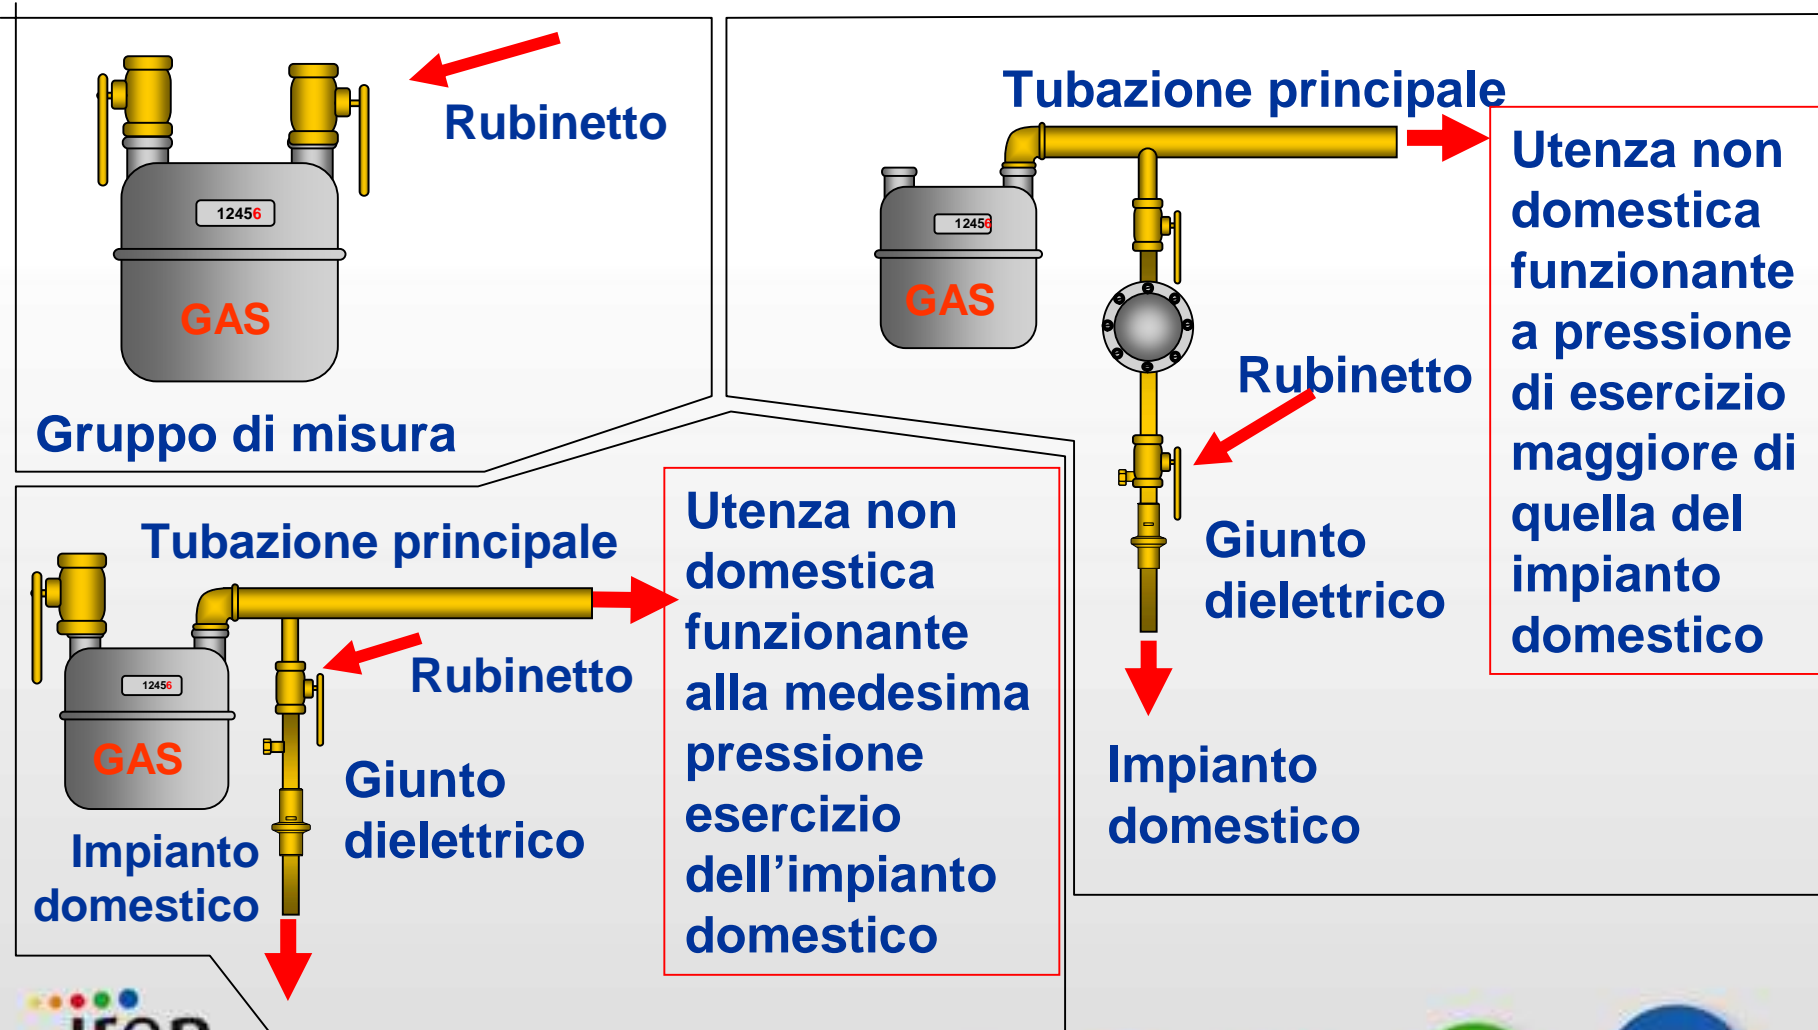 Rubinetto
12456
GAS
Gruppo di misura
Tubazione principale
12456
GAS
Rubinetto
Giunto
dielettrico
Impianto
domestico
Utenza non
domestica
funzionante
a pressione
di esercizio
maggiore di
quella del
impianto
domestico
Tubazione principale
12456
GAS
Rubinetto
Giunto
dielettrico
Impianto
domestico
Utenza non
domestica
funzionante
alla medesima
pressione
esercizio
dell’impianto
domestico